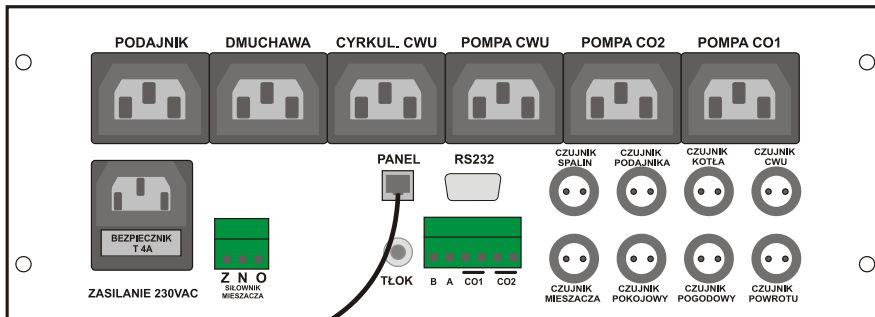 PODAJNIK DMUCHAWA CYRKUL. CWU POMPA CWU POMPA CO2 POMPA CO1
PANEL RS232
CZUJNIK SPALIN
CZUJNIK PODAJNIKA
CZUJNIK KOTŁA
CZUJNIK CWU
BEZPIECZNIK
T 4A
ZASILANIE 230VAC
Z N O
SIŁOWNIK
MIESZACZA
TŁOK
B A CO1 CO2
CZUJNIK MIESZACZA
CZUJNIK POKOJOWY
CZUJNIK POGODOWY
CZUJNIK POWROTU